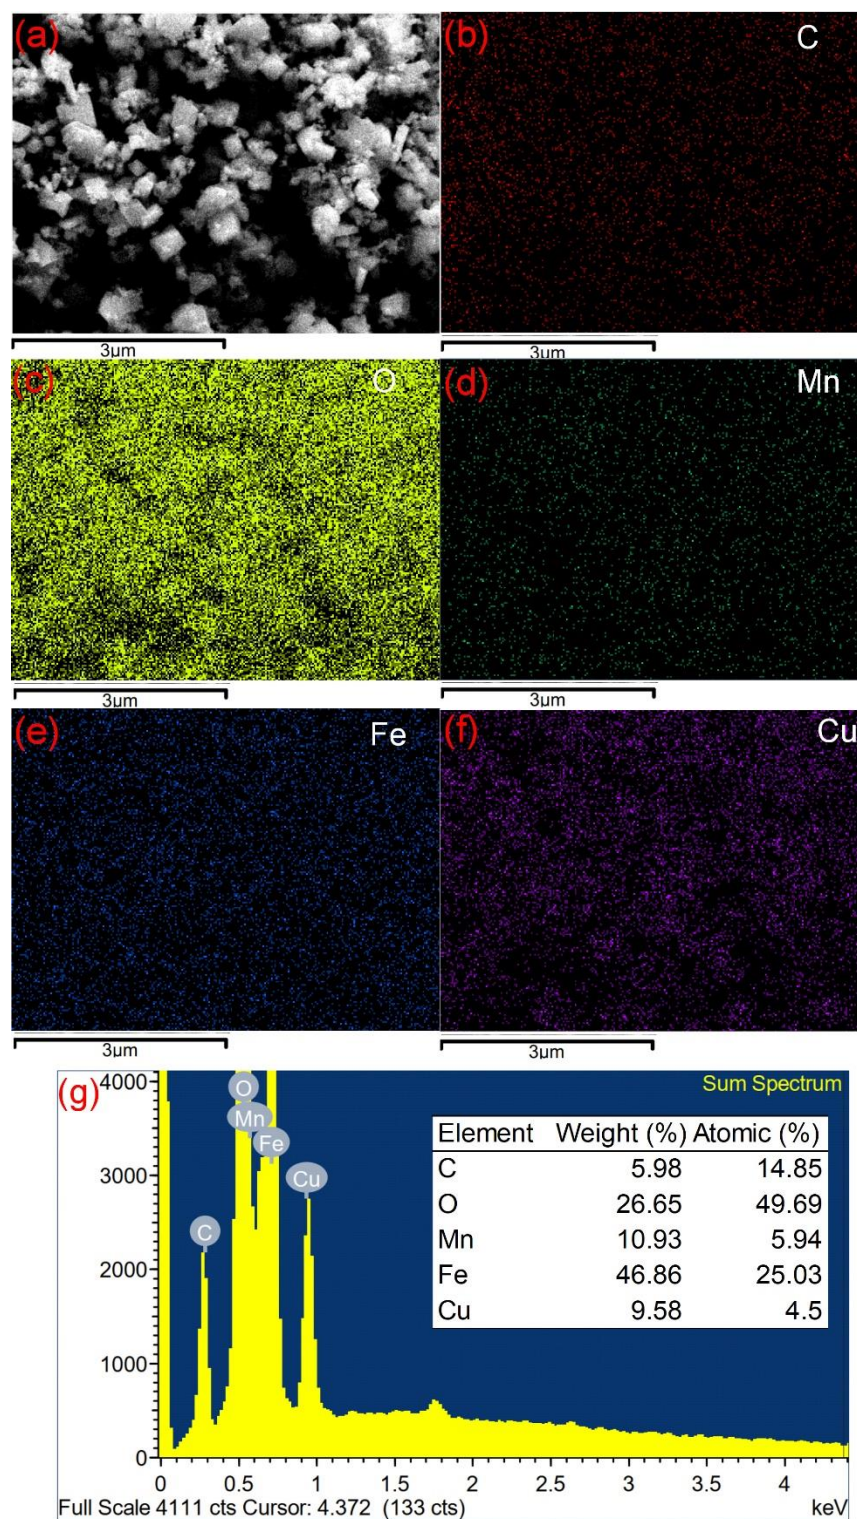 (a)
(b) C
3µm
(c) O
(d) Mn
3µm
3µm
(e) Fe
(f) Cu
3µm
3µm
(g)
Sum Spectrum
4000
3000
2000
1000
0
O
Mn
Fe
Cu
C
Element Weight (%) Atomic (%)
C 5.98 14.85
O 26.65 49.69
Mn 10.93 5.94
Fe 46.86 25.03
Cu 9.58 4.5
0 0.5 1 1.5 2 2.5 3 3.5 4
Full Scale 4111 cts Cursor: 4.372 (133 cts) keV